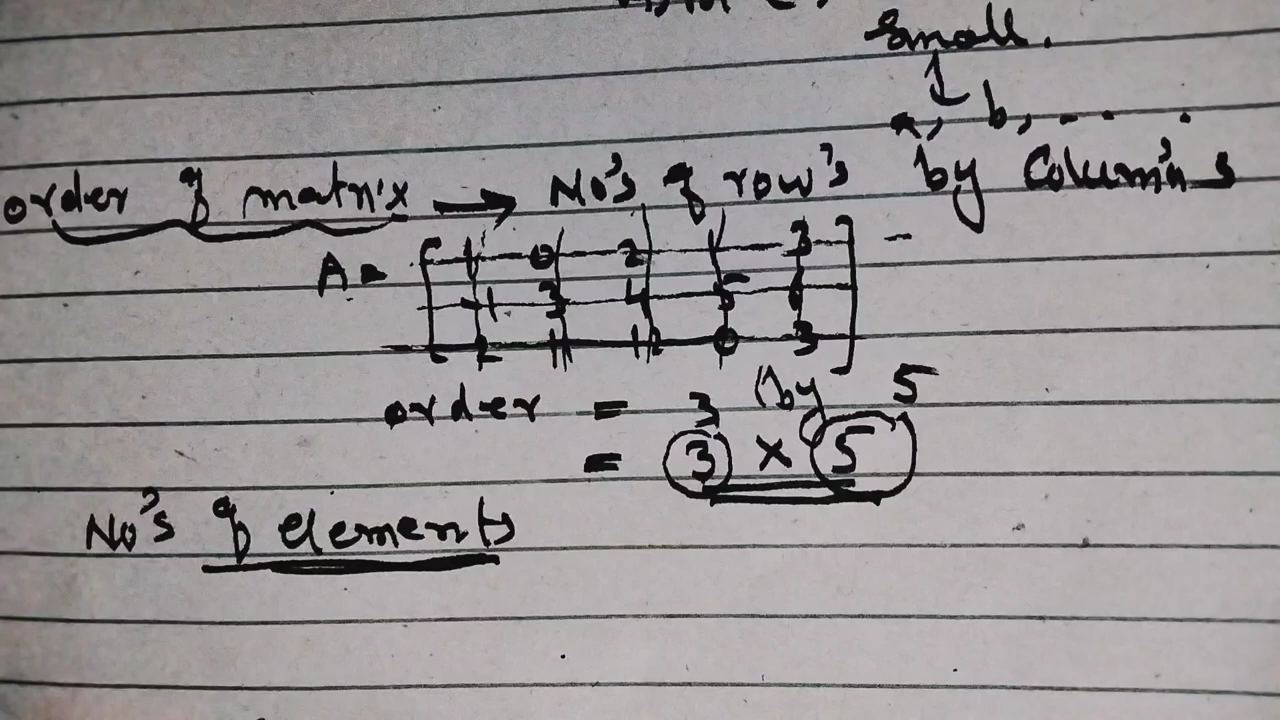 Small.
a, b, - - .
order of matrix → No's of row's by Column's
A = [ 1 0 2 1 3 ] -
-1 3 4 5 6
2 11 12 0 3
order = 3 by 5
= 3 × 5
No's of elements